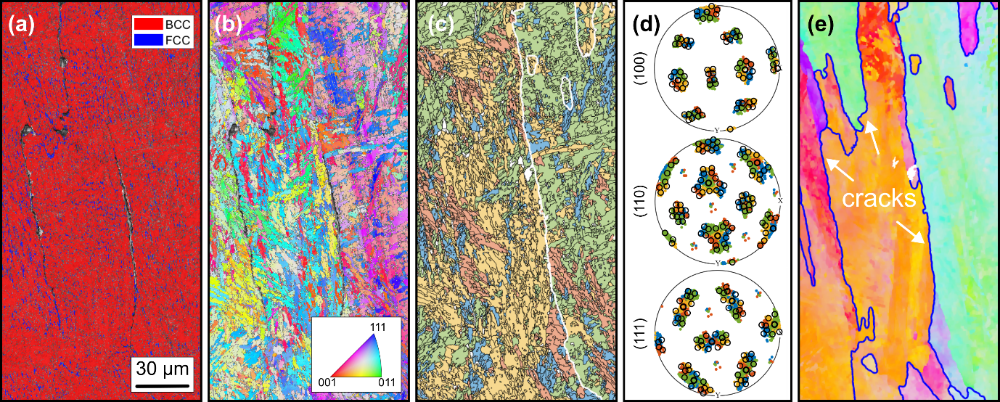 (a)
BCC
FCC
30 μm
(b)
111
001
011
(c)
(d)
(100)
X
Y
(110)
X
Y
(111)
Y
(e)
cracks